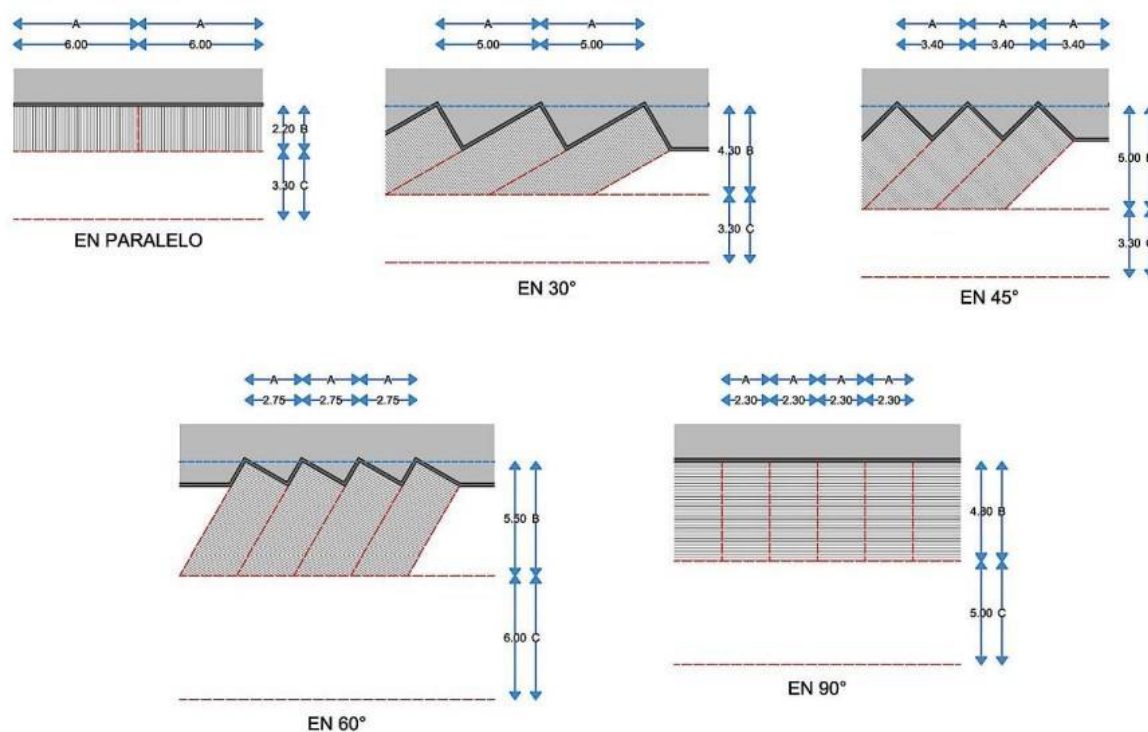 A A
6.00 6.00
2.20 B
3.30 C
EN PARALELO
A A
5.00 5.00
4.30 B
3.30 C
EN 30°
A A A
3.40 3.40 3.40
5.00
3.30
EN 45°
A A A
2.75 2.75 2.75
5.50 B
6.00 C
EN 60°
A A A A
2.30 2.30 2.30 2.30
4.80 B
5.00 C
EN 90°